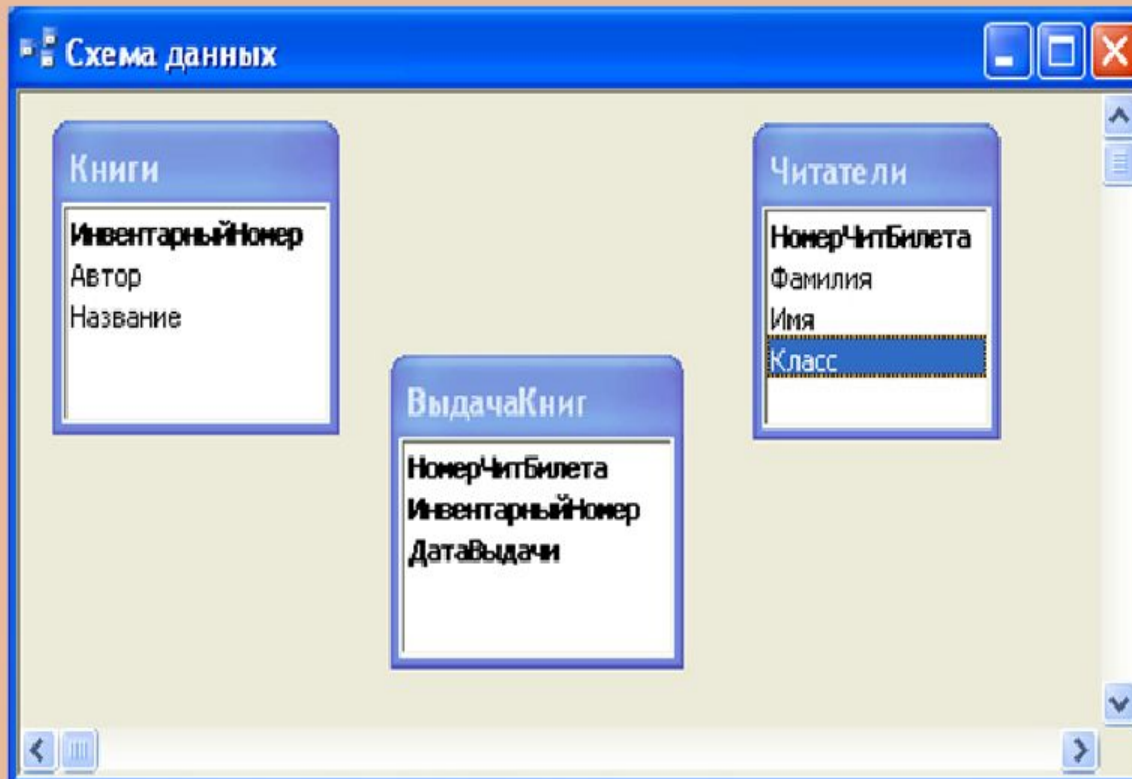 Схема данных
Книги
ИнвентарныйНомер
Автор
Название
Читатели
НомерЧитБилета
Фамилия
Имя
Класс
ВыдачаКниг
НомерЧитБилета
ИнвентарныйНомер
ДатаВыдачи